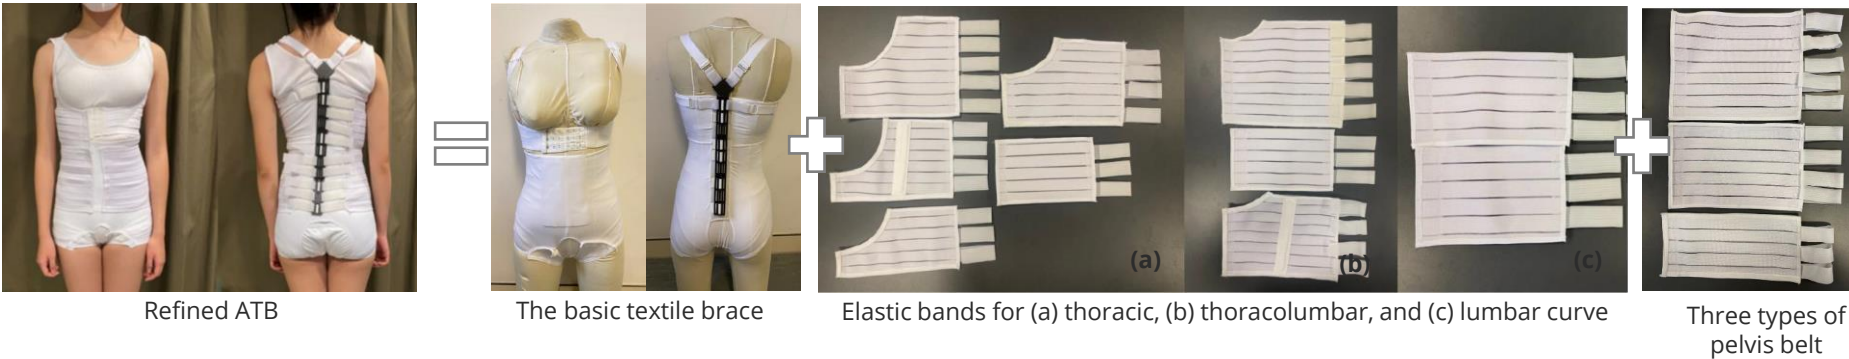 (a)
(b)
(c)
Refined ATB
The basic textile brace
Elastic bands for (a) thoracic, (b) thoracolumbar, and (c) lumbar curve
Three types of
pelvis belt